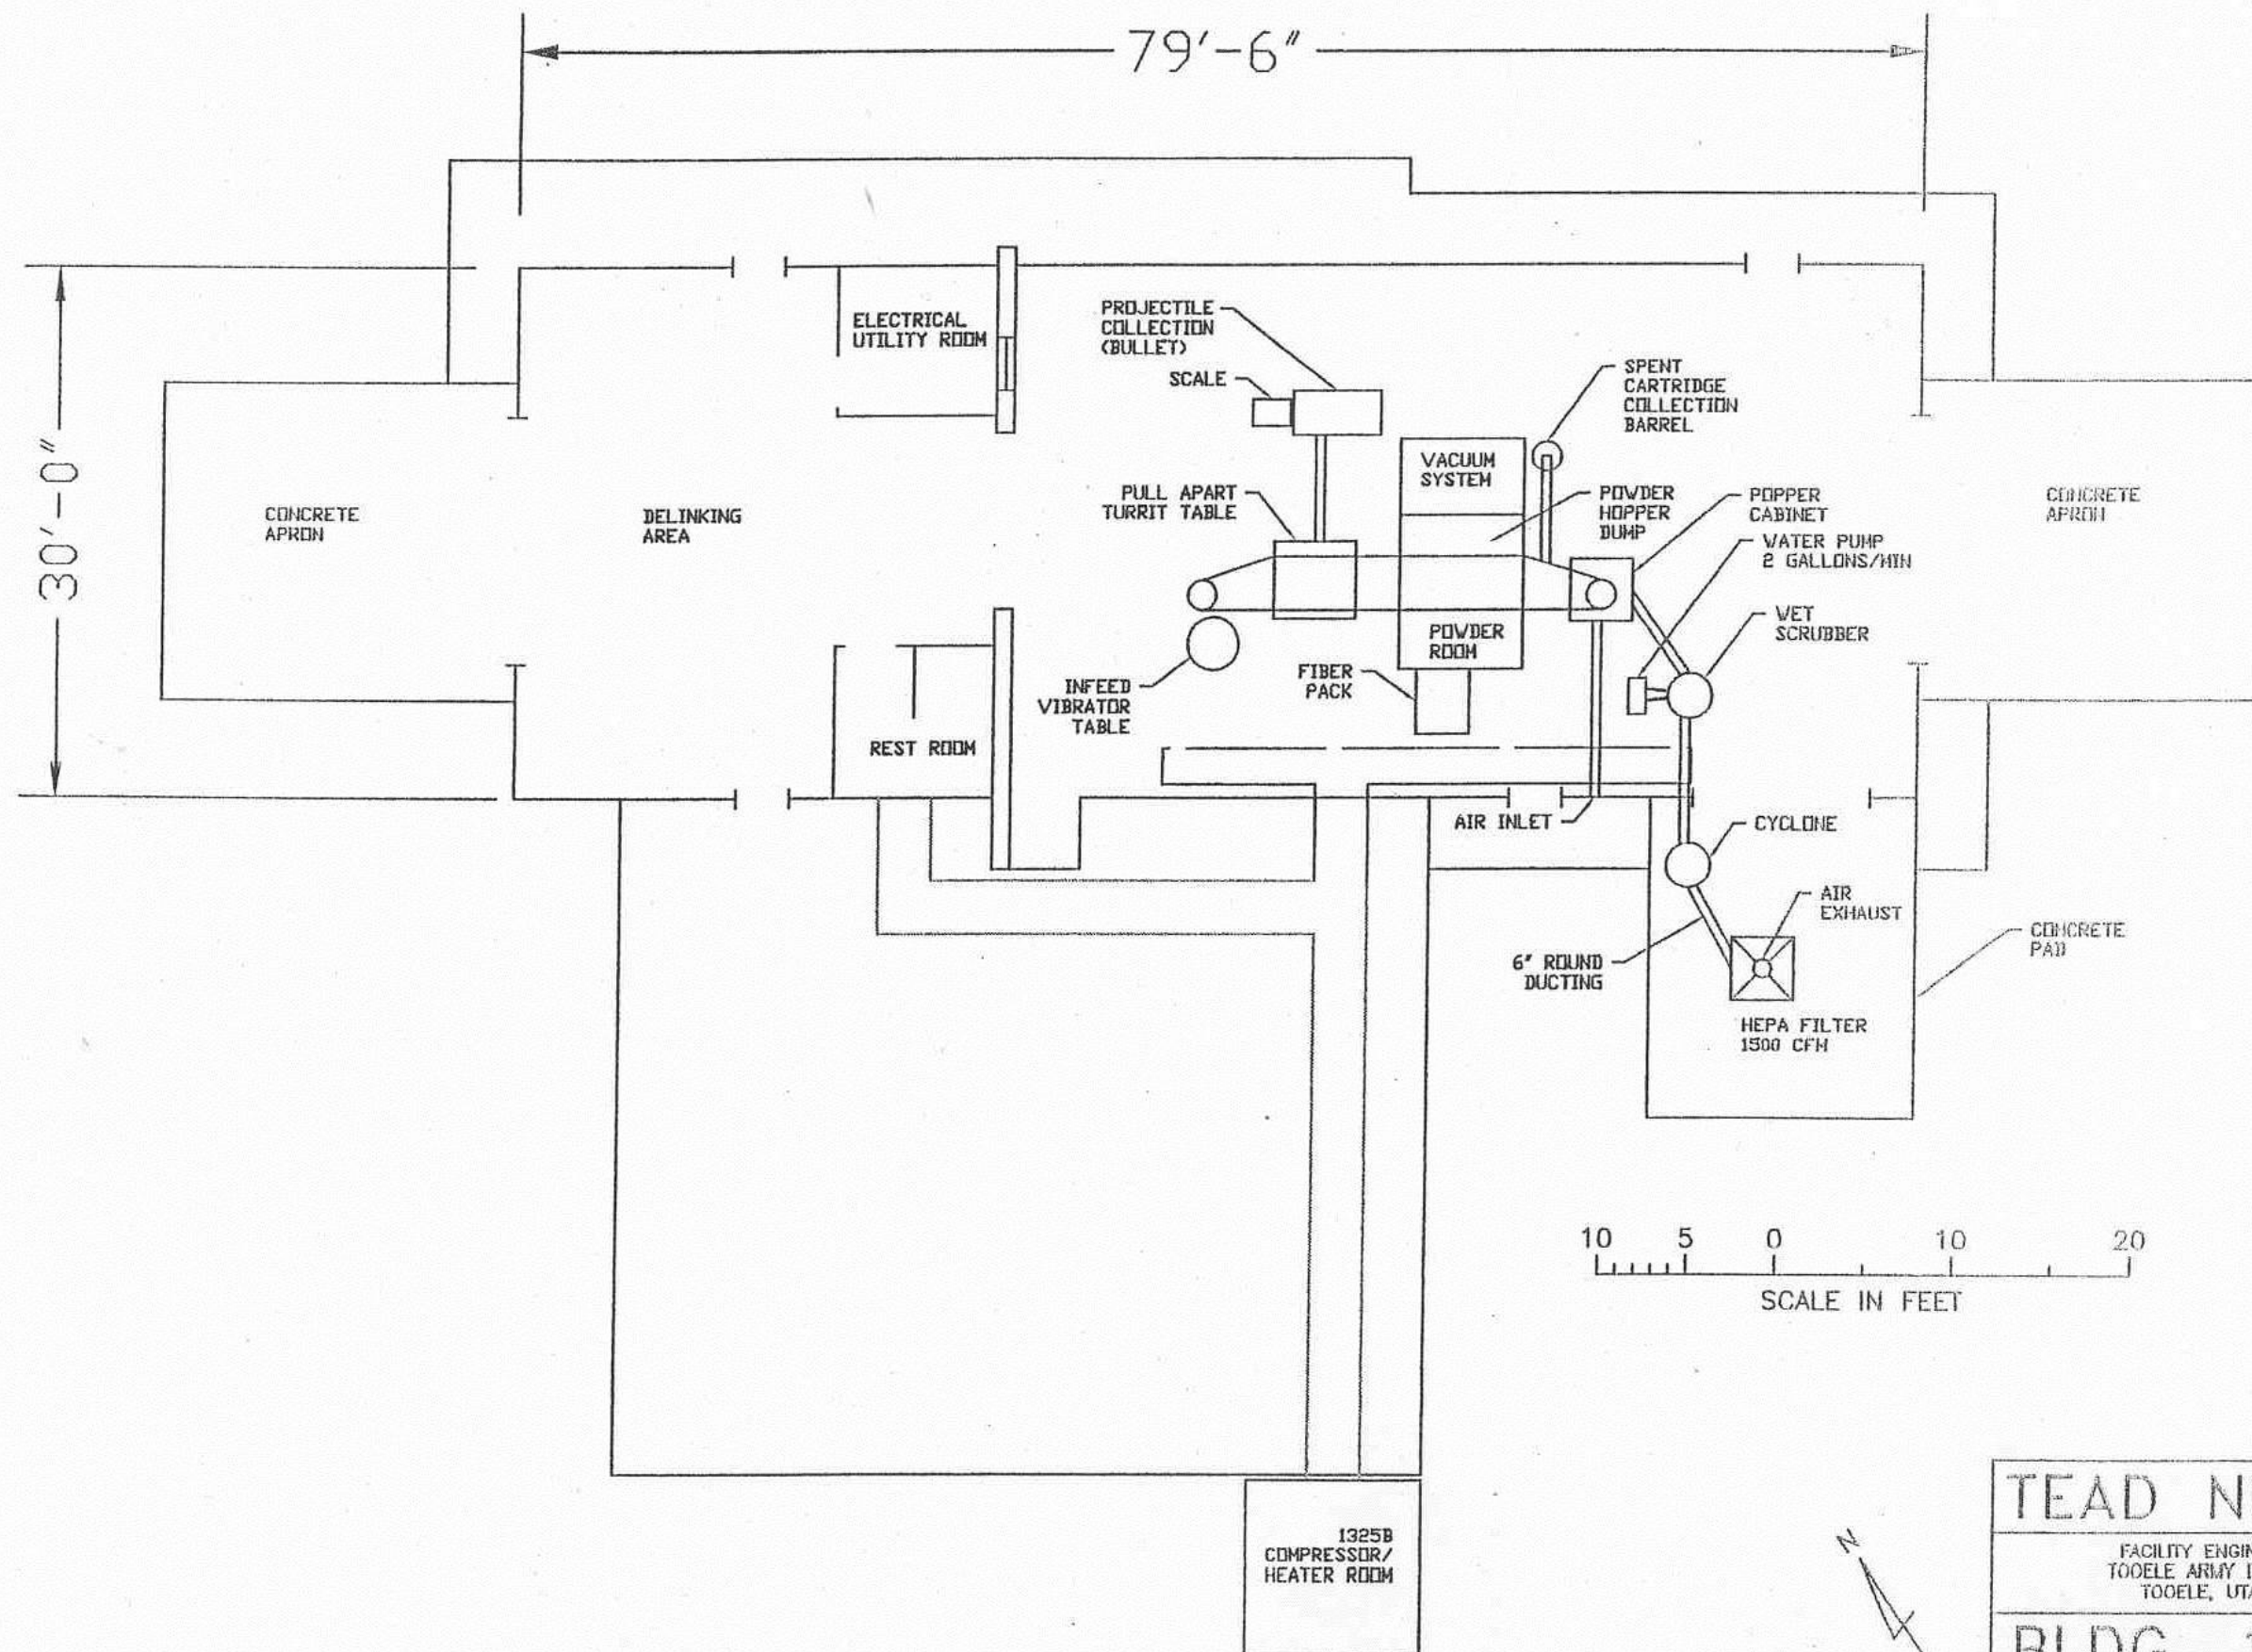 79'-6"
30'-0"
ELECTRICAL
UTILITY ROOM
PROJECTILE
COLLECTION
(BULLET)
SCALE
SPENT
CARTRIDGE
COLLECTION
BARREL
VACUUM
SYSTEM
PULL APART
TURRIT TABLE
POWDER
HOPPER
DUMP
POPPER
CABINET
WATER PUMP
2 GALLONS/MIN
CONCRETE
APRON
CONCRETE
APRON
DELINKING
AREA
WET
SCRUBBER
POWDER
ROOM
FIBER
PACK
INFEED
VIBRATOR
TABLE
REST ROOM
AIR INLET
CYCLONE
AIR
EXHAUST
6" ROUND
DUCTING
CONCRETE
PAD
HEPA FILTER
1500 CFM
10 5 0 10 20
SCALE IN FEET
1325B
COMPRESSOR/
HEATER ROOM
N
TEAD N
FACILITY ENGIN
TOOELE ARMY
TOOELE, UTA
BLDG